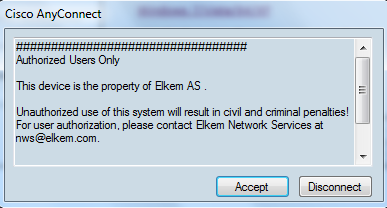 Cisco AnyConnect
#################################
Authorized Users Only
This device is the property of Elkem AS .
Unauthorized use of this system will result in civil and criminal penalties!
For user authorization, please contact Elkem Network Services at
nws@elkem.com.
Accept
Disconnect